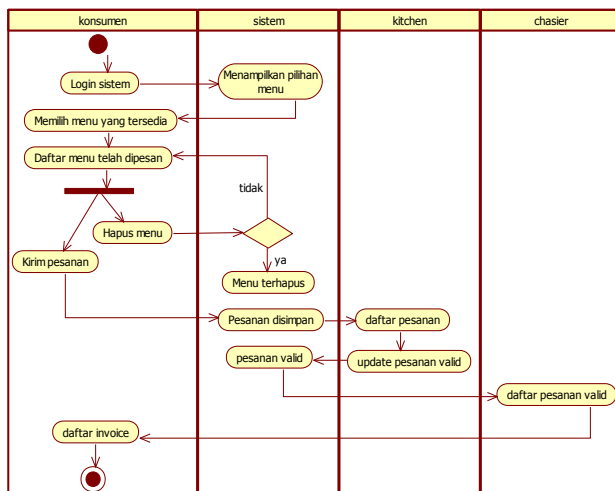 konsumen
sistem
kitchen
chasier
Login sistem
Menampilkan pilihan
menu
Memilih menu yang tersedia
Daftar menu telah dipesan
tidak
Hapus menu
ya
Kirim pesanan
Menu terhapus
Pesanan disimpan
daftar pesanan
pesanan valid
update pesanan valid
daftar pesanan valid
daftar invoice